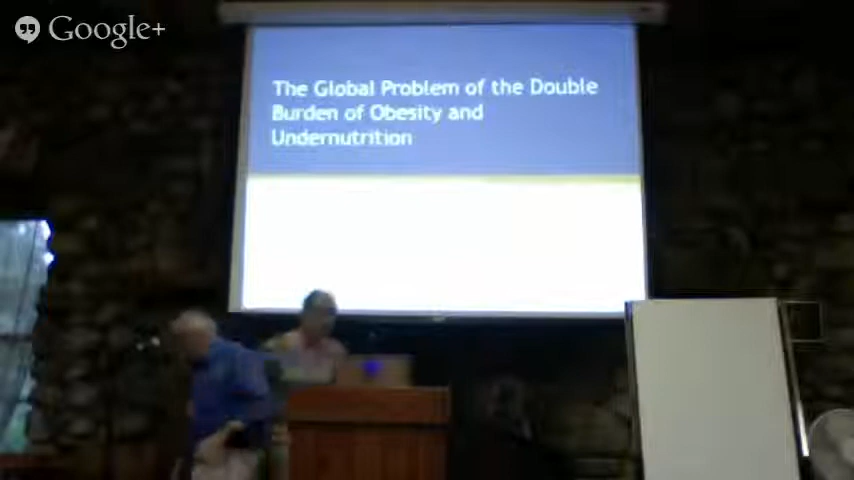 Google+
The Global Problem of the Double
Burden of Obesity and
Undernutrition